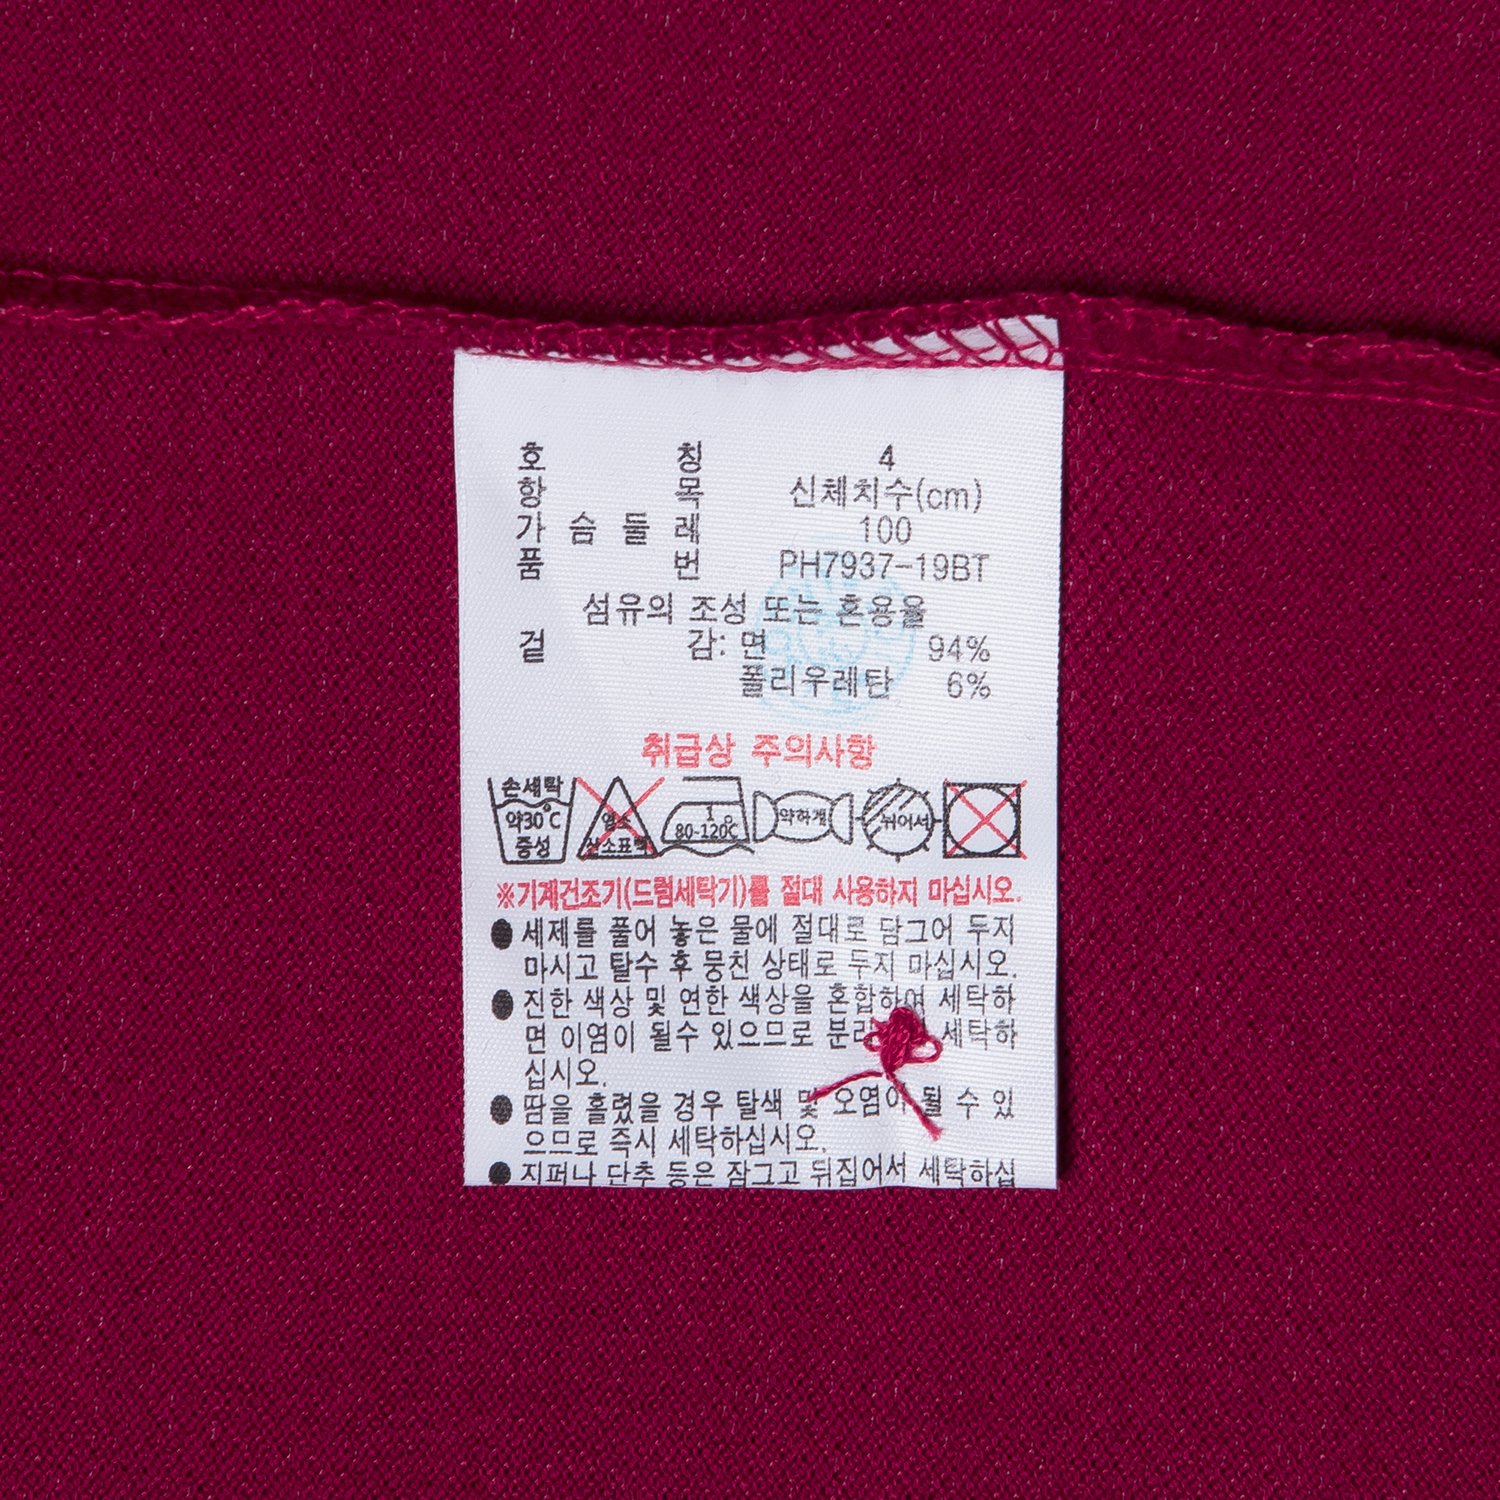 호 칭 4
항 목 신체치수(cm)
가 슴 둘 레 100
품 번 PH7937-19BT
섬유의 조성 또는 혼용율
겉 감: 면 94%
폴리우레탄 6%
취급상 주의사항
손세탁
약30°C
중성
염소
산소표백
1
80-120°C
약하게
뉘어서
※기계건조기(드럼세탁기)를 절대 사용하지 마십시오.
● 세제를 풀어 놓은 물에 절대로 담그어 두지
마시고 탈수 후 뭉친 상태로 두지 마십시오.
● 진한 색상 및 연한 색상을 혼합하여 세탁하
면 이염이 될수 있으므로 세탁하
십시오.
● 땀을 흘렸을 경우 탈색 및 오염이 될 수 있
으므로 즉시 세탁하십시오.
● 지퍼나 단추 등은 잠그고 뒤집어서 세탁하십